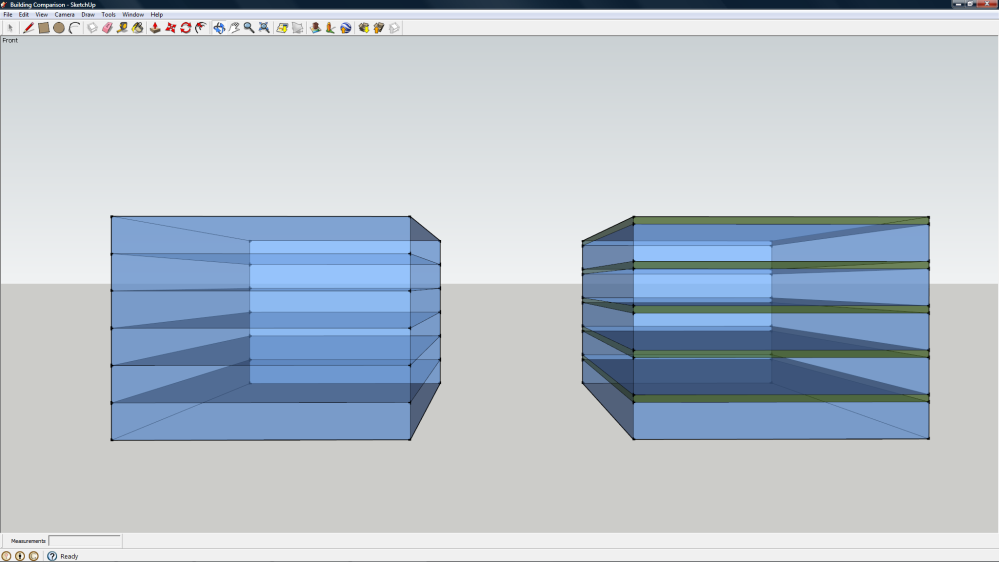 Building Comparison - SketchUp
File Edit View Camera Draw Tools Window Help
Front
Measurements
Ready